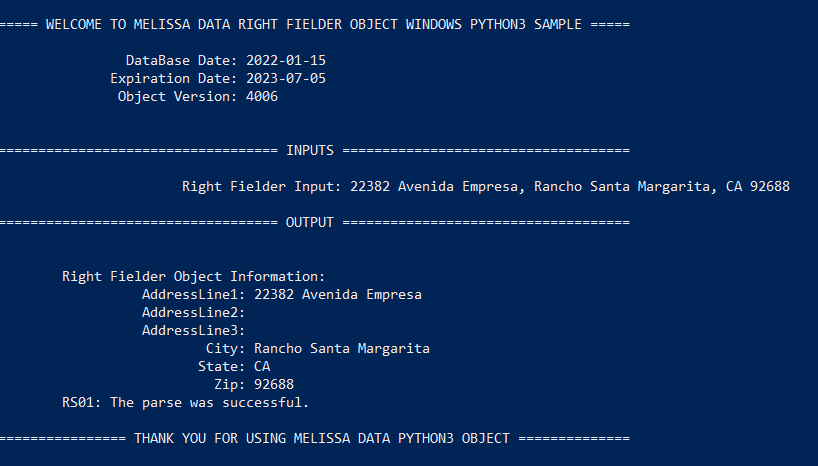 ===== WELCOME TO MELISSA DATA RIGHT FIELDER OBJECT WINDOWS PYTHON3 SAMPLE =====
DataBase Date: 2022-01-15
Expiration Date: 2023-07-05
Object Version: 4006
=================================== INPUTS ====================================
Right Fielder Input: 22382 Avenida Empresa, Rancho Santa Margarita, CA 92688
=================================== OUTPUT ====================================
Right Fielder Object Information:
AddressLine1: 22382 Avenida Empresa
AddressLine2:
AddressLine3:
City: Rancho Santa Margarita
State: CA
Zip: 92688
RS01: The parse was successful.
================ THANK YOU FOR USING MELISSA DATA PYTHON3 OBJECT ==============